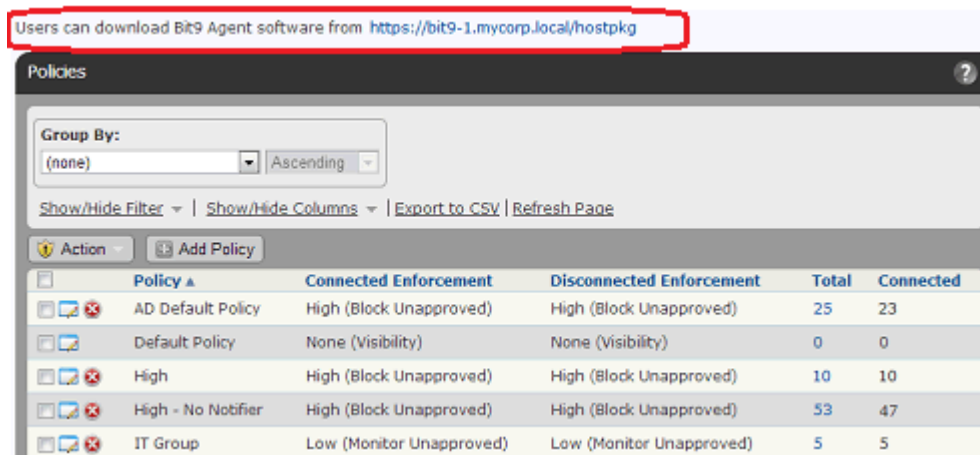 Users can download Bit9 Agent software from https://bit9-1.mycorp.local/hostpkg
Policies ?
Group By:
(none) Ascending
Show/Hide Filter | Show/Hide Columns | Export to CSV | Refresh Page
Action Add Policy
Policy Connected Enforcement Disconnected Enforcement Total Connected
AD Default Policy High (Block Unapproved) High (Block Unapproved) 25 23
Default Policy None (Visibility) None (Visibility) 0 0
High High (Block Unapproved) High (Block Unapproved) 10 10
High - No Notifier High (Block Unapproved) High (Block Unapproved) 53 47
IT Group Low (Monitor Unapproved) Low (Monitor Unapproved) 5 5